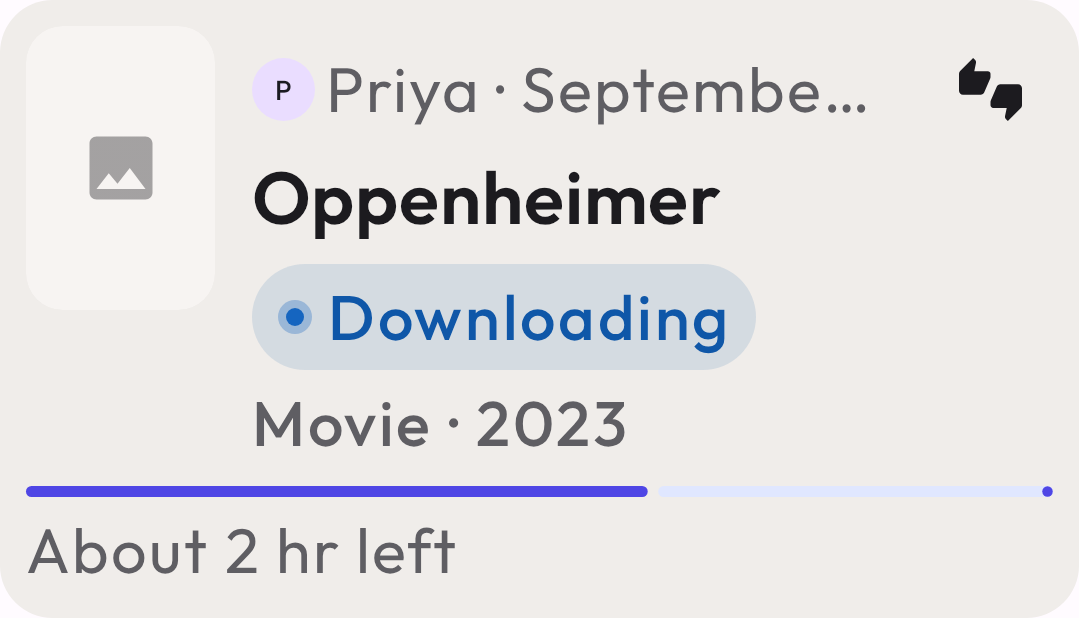 P Priya · Septembe…
Oppenheimer
Downloading
Movie · 2023
About 2 hr left